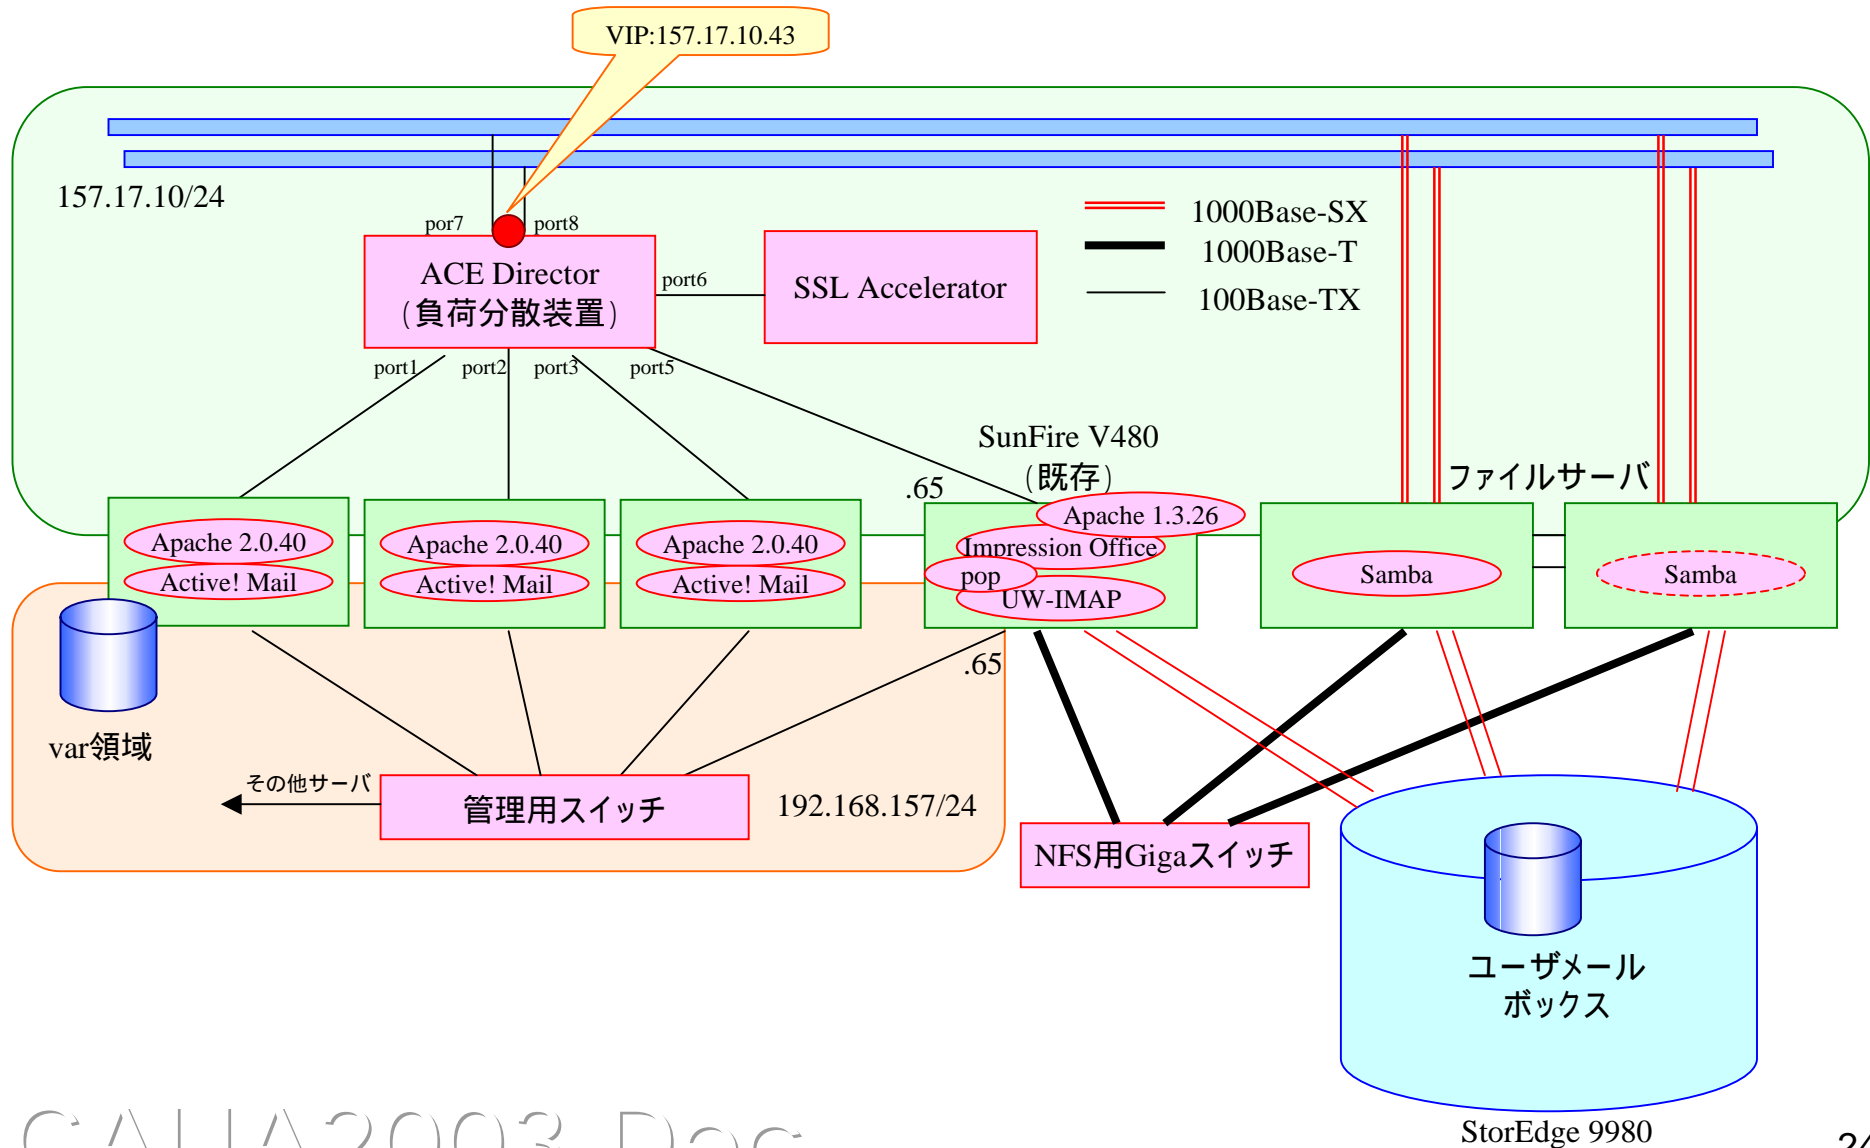 VIP:157.17.10.43
157.17.10/24
por7
port8
ACE Director
(負荷分散装置)
port6
SSL Accelerator
1000Base-SX
1000Base-T
100Base-TX
port1
port2
port3
port5
SunFire V480
(既存)
.65
ファイルサーバ
Apache 2.0.40
Active! Mail
Apache 2.0.40
Active! Mail
Apache 2.0.40
Active! Mail
Apache 1.3.26
Impression Office
pop
UW-IMAP
Samba
Samba
.65
var領域
その他サーバ
管理用スイッチ
192.168.157/24
NFS用Gigaスイッチ
ユーザメール
ボックス
StorEdge 9980